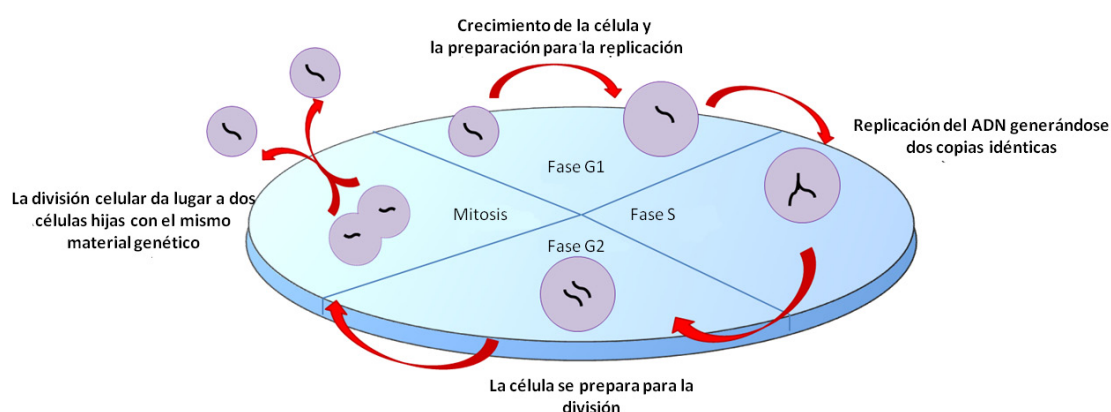 Crecimiento de la célula y
la preparación para la replicación
Replicación del ADN generándose
dos copias idénticas
La división celular da lugar a dos
células hijas con el mismo
material genético
Fase G1
Mitosis
Fase S
Fase G2
La célula se prepara para la
división